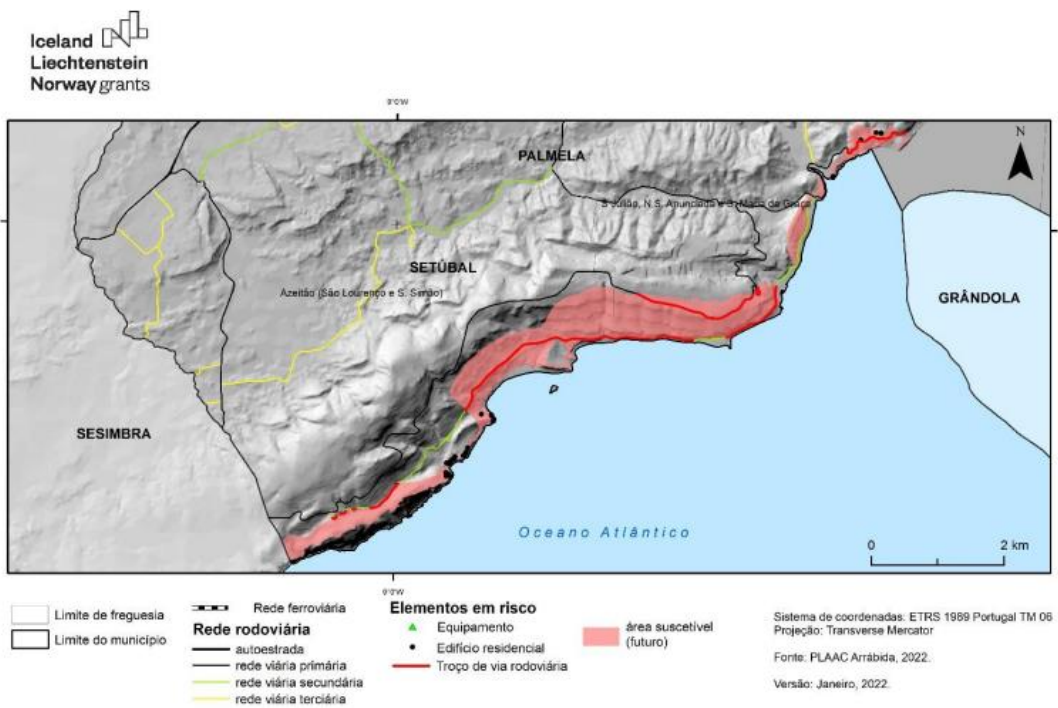 Iceland
Liechtenstein
Norway grants
9°0'W
N
PALMELA
S Julião, N.S. Anunciada e S. Maria da Graça
SETÚBAL
Azeitão (São Lourenço e S. Simão)
GRÂNDOLA
SESIMBRA
Oceano Atlântico
0 2 km
9°0'W
Limite de freguesia
Limite do município
Rede ferroviária
Rede rodoviária
autoestrada
rede viária primária
rede viária secundária
rede viária terciária
Elementos em risco
Equipamento
Edifício residencial
Troço de via rodoviária
área suscetível
(futuro)
Sistema de coordenadas: ETRS 1989 Portugal TM 06
Projeção: Transverse Mercator
Fonte: PLAAC Arrábida, 2022.
Versão: Janeiro, 2022.